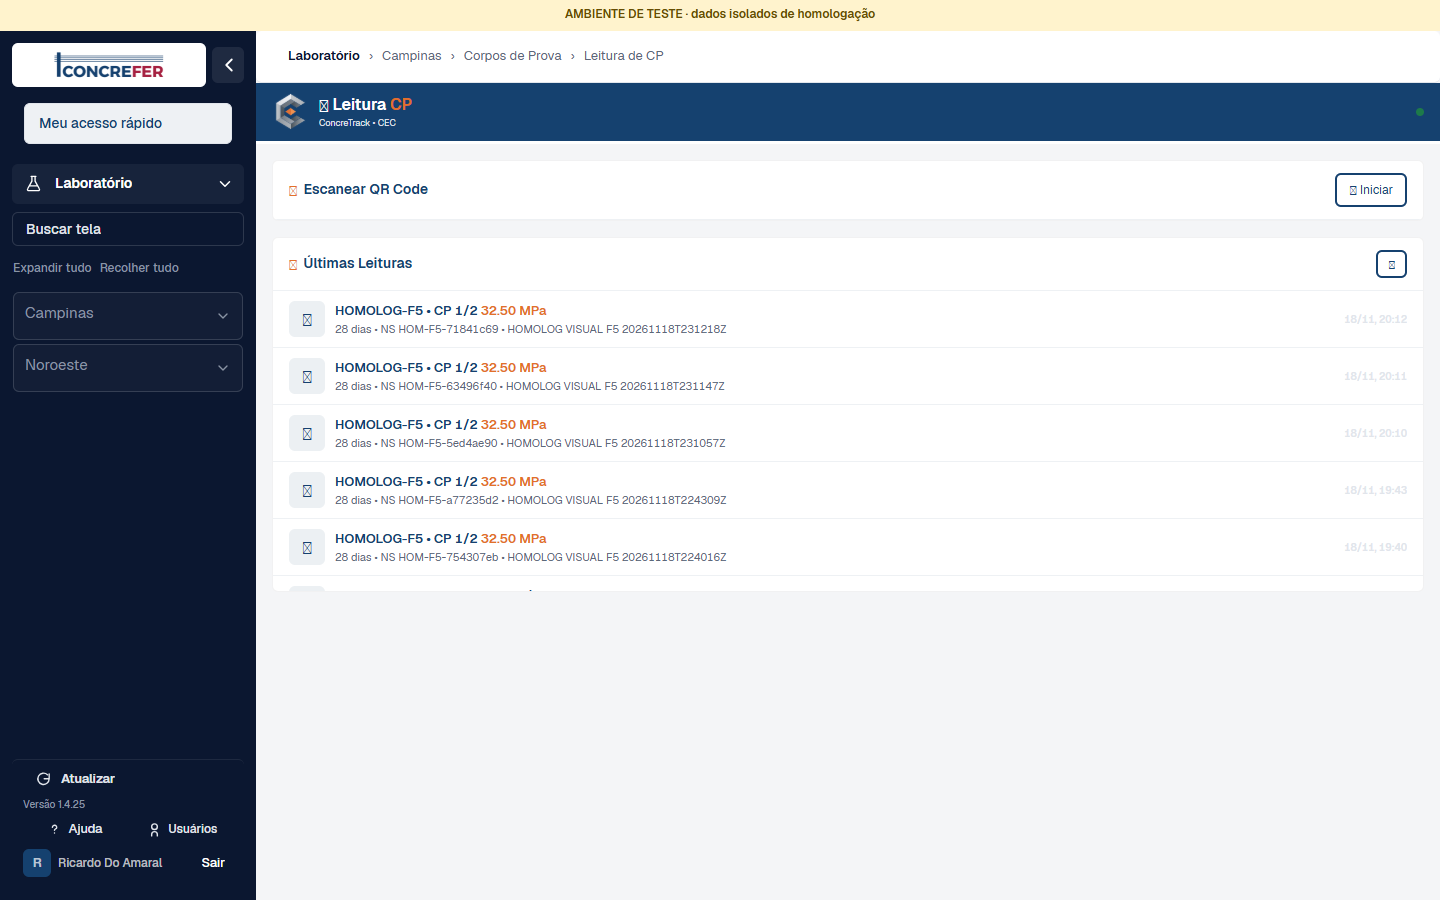 AMBIENTE DE TESTE · dados isolados de homologação
CONCREFER
Meu acesso rápido
Laboratório
Buscar tela
Expandir tudo Recolher tudo
Campinas
Noroeste
Atualizar
Versão 1.4.25
? Ajuda Usuários
R Ricardo Do Amaral Sair
Laboratório › Campinas › Corpos de Prova › Leitura de CP
Leitura CP
ConcreTrack • CEC
Escanear QR Code
Iniciar
Últimas Leituras
HOMOLOG-F5 • CP 1/2 32.50 MPa
28 dias • NS HOM-F5-71841c69 • HOMOLOG VISUAL F5 20261118T231218Z
18/11, 20:12
HOMOLOG-F5 • CP 1/2 32.50 MPa
28 dias • NS HOM-F5-63496f40 • HOMOLOG VISUAL F5 20261118T231147Z
18/11, 20:11
HOMOLOG-F5 • CP 1/2 32.50 MPa
28 dias • NS HOM-F5-5ed4ae90 • HOMOLOG VISUAL F5 20261118T231057Z
18/11, 20:10
HOMOLOG-F5 • CP 1/2 32.50 MPa
28 dias • NS HOM-F5-a77235d2 • HOMOLOG VISUAL F5 20261118T224309Z
18/11, 19:43
HOMOLOG-F5 • CP 1/2 32.50 MPa
28 dias • NS HOM-F5-754307eb • HOMOLOG VISUAL F5 20261118T224016Z
18/11, 19:40